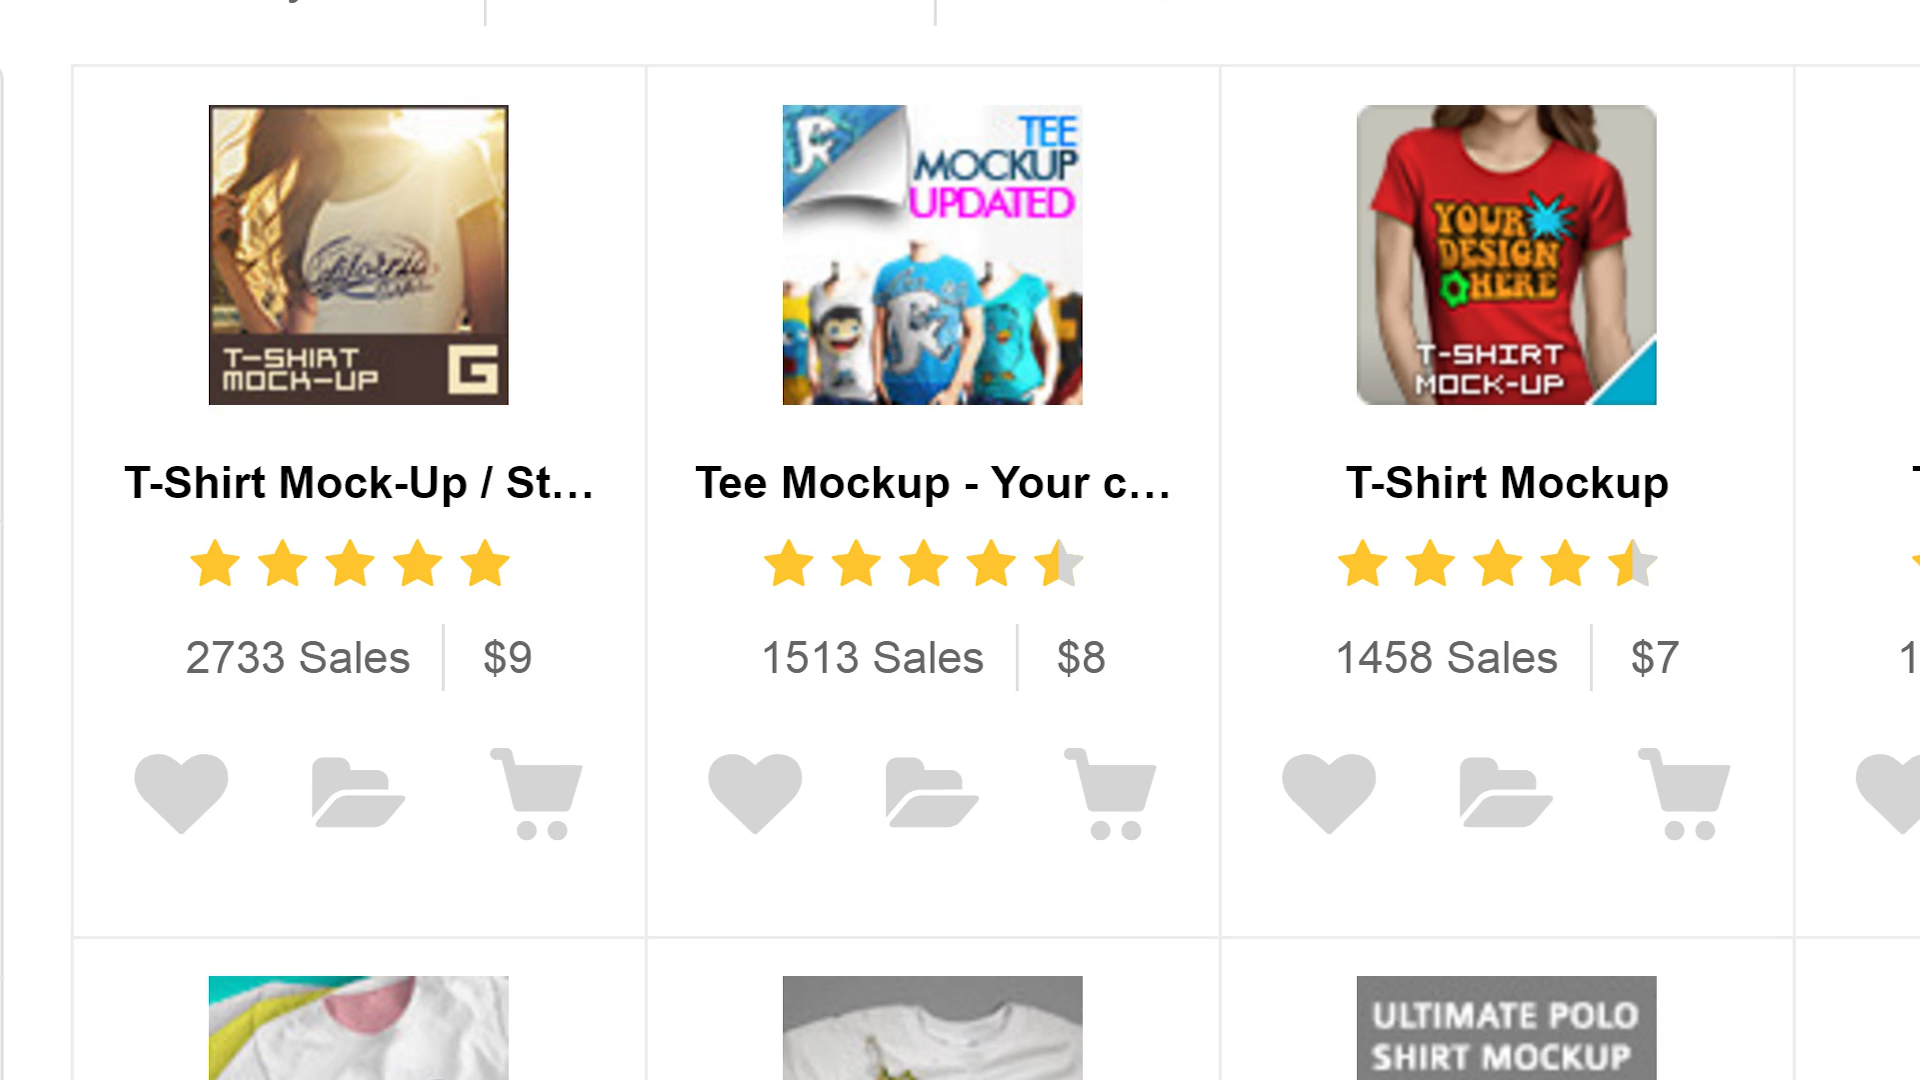 TEE
MOCKUP
UPDATED
YOUR
DESIGN
HERE
T-SHIRT
MOCK-UP
G
T-SHIRT
MOCK-UP
T-Shirt Mock-Up / St...
Tee Mockup - Your c...
T-Shirt Mockup
2733 Sales
$9
1513 Sales
$8
1458 Sales
$7
ULTIMATE POLO
SHIRT MOCKUP